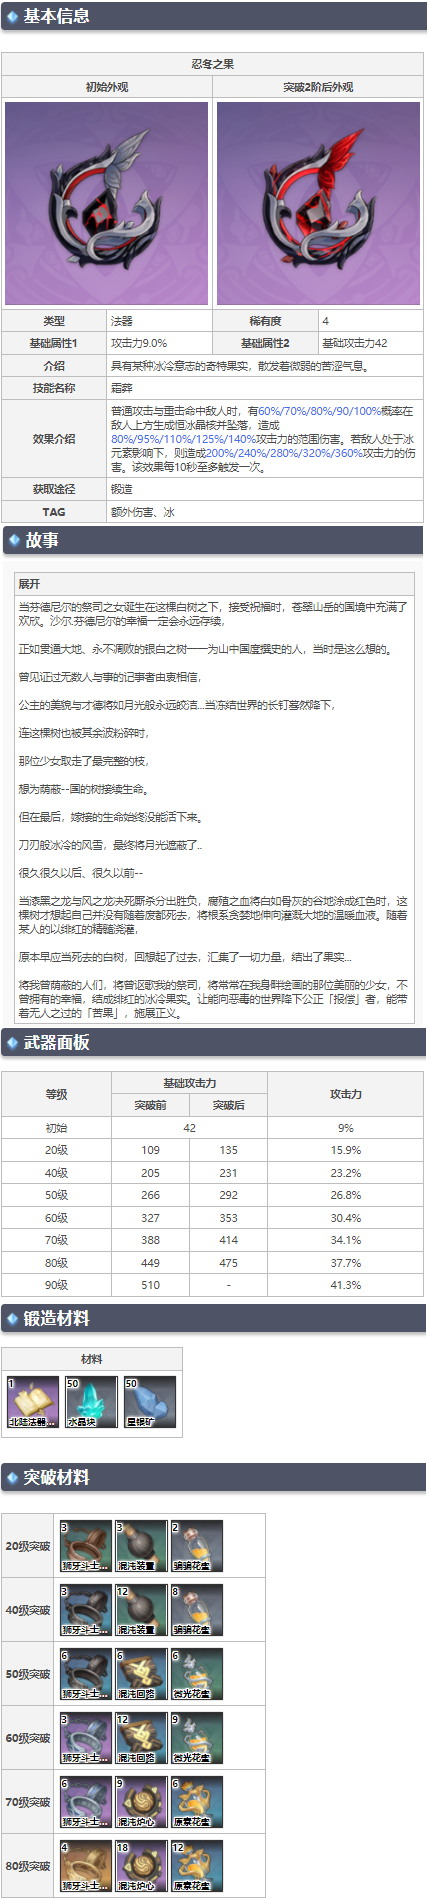 基本信息
忍冬之果
初始外观 突破2阶后外观
类型 法器 稀有度 4
基础属性1 攻击力9.0% 基础属性2 基础攻击力42
介绍 具有某种冰冷意志的奇特果实，散发着微弱的苦涩气息。
技能名称 霜葬
效果介绍 普通攻击与重击命中敌人时，有60%/70%/80%/90/100%概率在
敌人上方生成恒冰晶核并坠落，造成
80%/95%/110%/125%/140%攻击力的范围伤害。若敌人处于冰
元素影响下，则造成200%/240%/280%/320%/360%攻击力的伤
害。该效果每10秒至多触发一次。
获取途径 锻造
TAG 额外伤害、冰
故事
展开
当芬德尼尔的祭司之女诞生在这棵白树之下，接受祝福时，苍翠山岳的国境中充满了
欢欣。沙尔.芬德尼尔的幸福一定会永远存续，
正如贯通大地、永不凋败的银白之树一一为山中国度撰史的人，当时是这么想的。
曾见证过无数人与事的记事者由衷相信，
公主的美貌与才德将如月光般永远皎洁...当冻结世界的长钉蓦然降下，
连这棵树也被其余波粉碎时，
那位少女取走了最完整的枝，
想为荫蔽--国的树接续生命。
但在最后，嫁接的生命始终没能活下来。
刀刃般冰冷的风雪，最终将月光遮蔽了..
很久很久以后、很久以前--
当漆黑之龙与风之龙决死厮杀分出胜负，腐殖之血将白如骨灰的谷地涂成红色时，这
棵树才想起自己并没有随着废都死去，将根系贪婪地伸向灌溉大地的温暖血液。随着
某人的以绯红的精髓浇灌，
原本早应当死去的白树，回想起了过去，汇集了一切力量，结出了果实...
将我曾荫蔽的人们，将曾讴歌我的祭司，将常常在我身畔绘画的那位美丽的少女，不
曾拥有的幸福，结成绯红的冰冷果实。让能向恶毒的世界降下公正「报偿」者，能带
着无人之过的「苦果」，施展正义。
武器面板
等级 基础攻击力 攻击力
突破前 突破后
初始 42 9%
20级 109 135 15.9%
40级 205 231 23.2%
50级 266 292 26.8%
60级 327 353 30.4%
70级 388 414 34.1%
80级 449 475 37.7%
90级 510 - 41.3%
锻造材料
材料
1 50 50
北陆法器... 水晶块 星银矿
突破材料
20级突破 3 3 2
狮牙斗士... 混沌装置 骗骗花蜜
40级突破 3 12 8
狮牙斗士... 混沌装置 骗骗花蜜
50级突破 6 6 6
狮牙斗士... 混沌回路 微光花蜜
60级突破 3 12 9
狮牙斗士... 混沌回路 微光花蜜
70级突破 6 9 6
狮牙斗士... 混沌炉心 原素花蜜
80级突破 4 18 12
狮牙斗士... 混沌炉心 原素花蜜